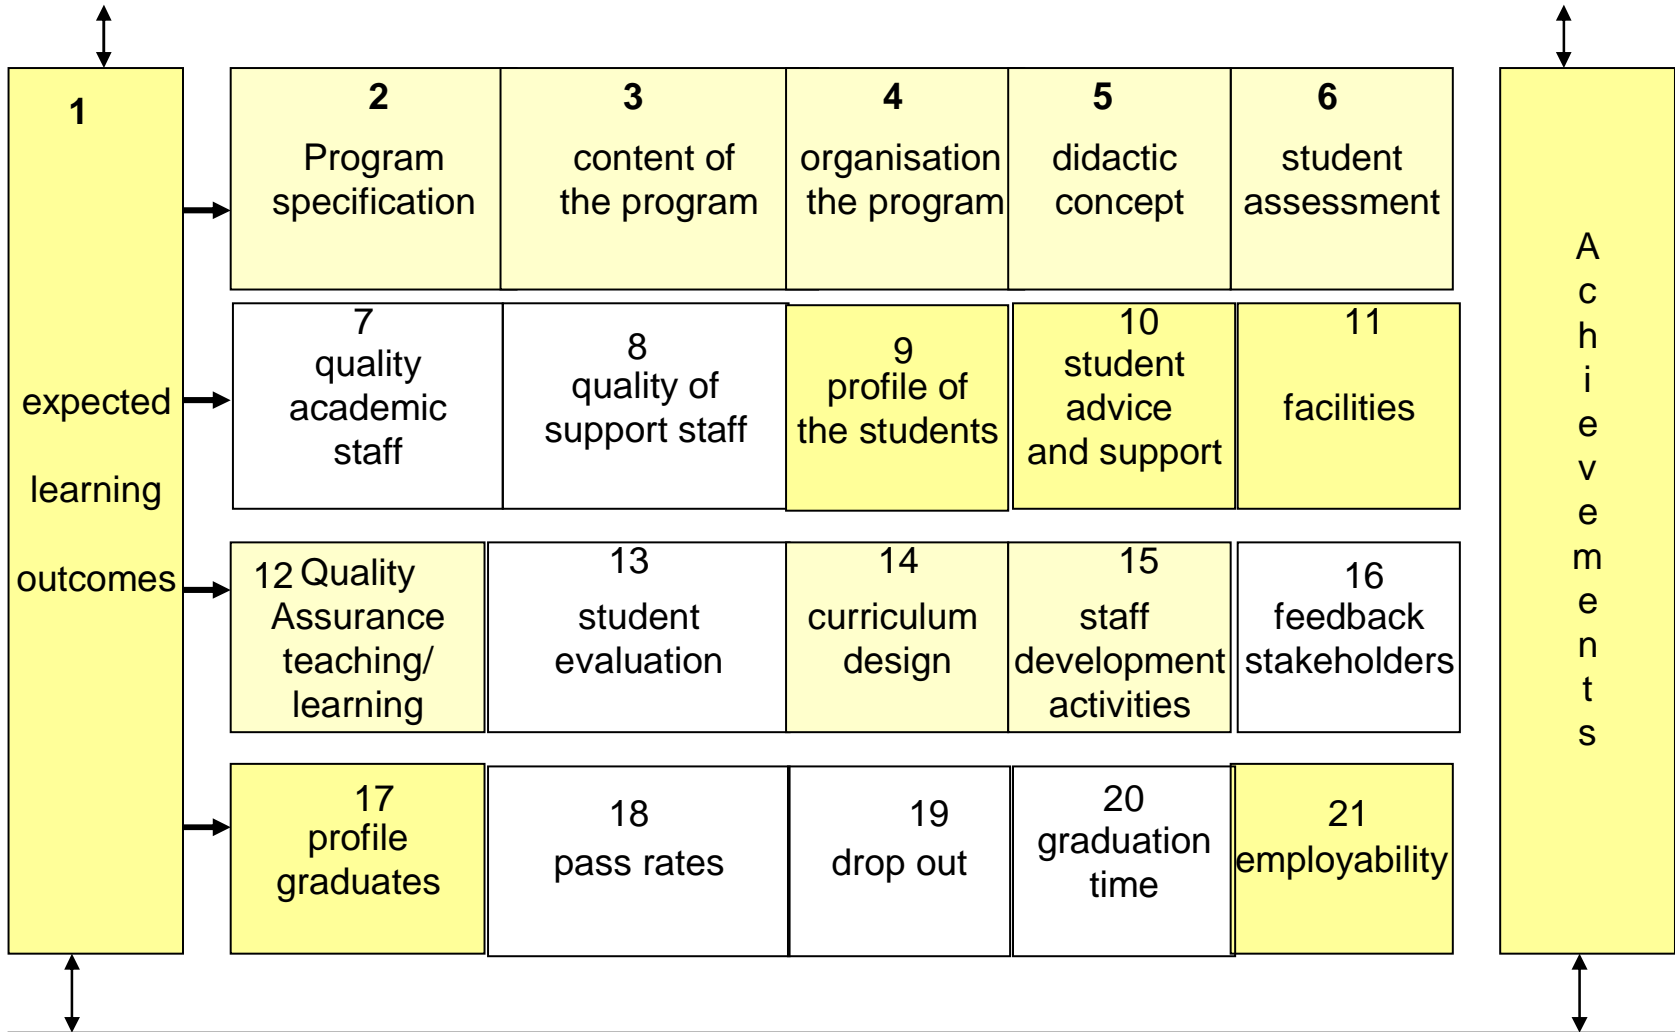 1
expected
learning
outcomes
2
Program
specification
3
content of
the program
4
organisation
the program
5
didactic
concept
6
student
assessment
7
quality
academic
staff
8
quality of
support staff
9
profile of
the students
10
student
advice
and support
11
facilities
12 Quality
Assurance
teaching/
learning
13
student
evaluation
14
curriculum
design
15
staff
development
activities
16
feedback
stakeholders
17
profile
graduates
18
pass rates
19
drop out
20
graduation
time
21
employability
A
c
h
i
e
v
e
m
e
n
t
s